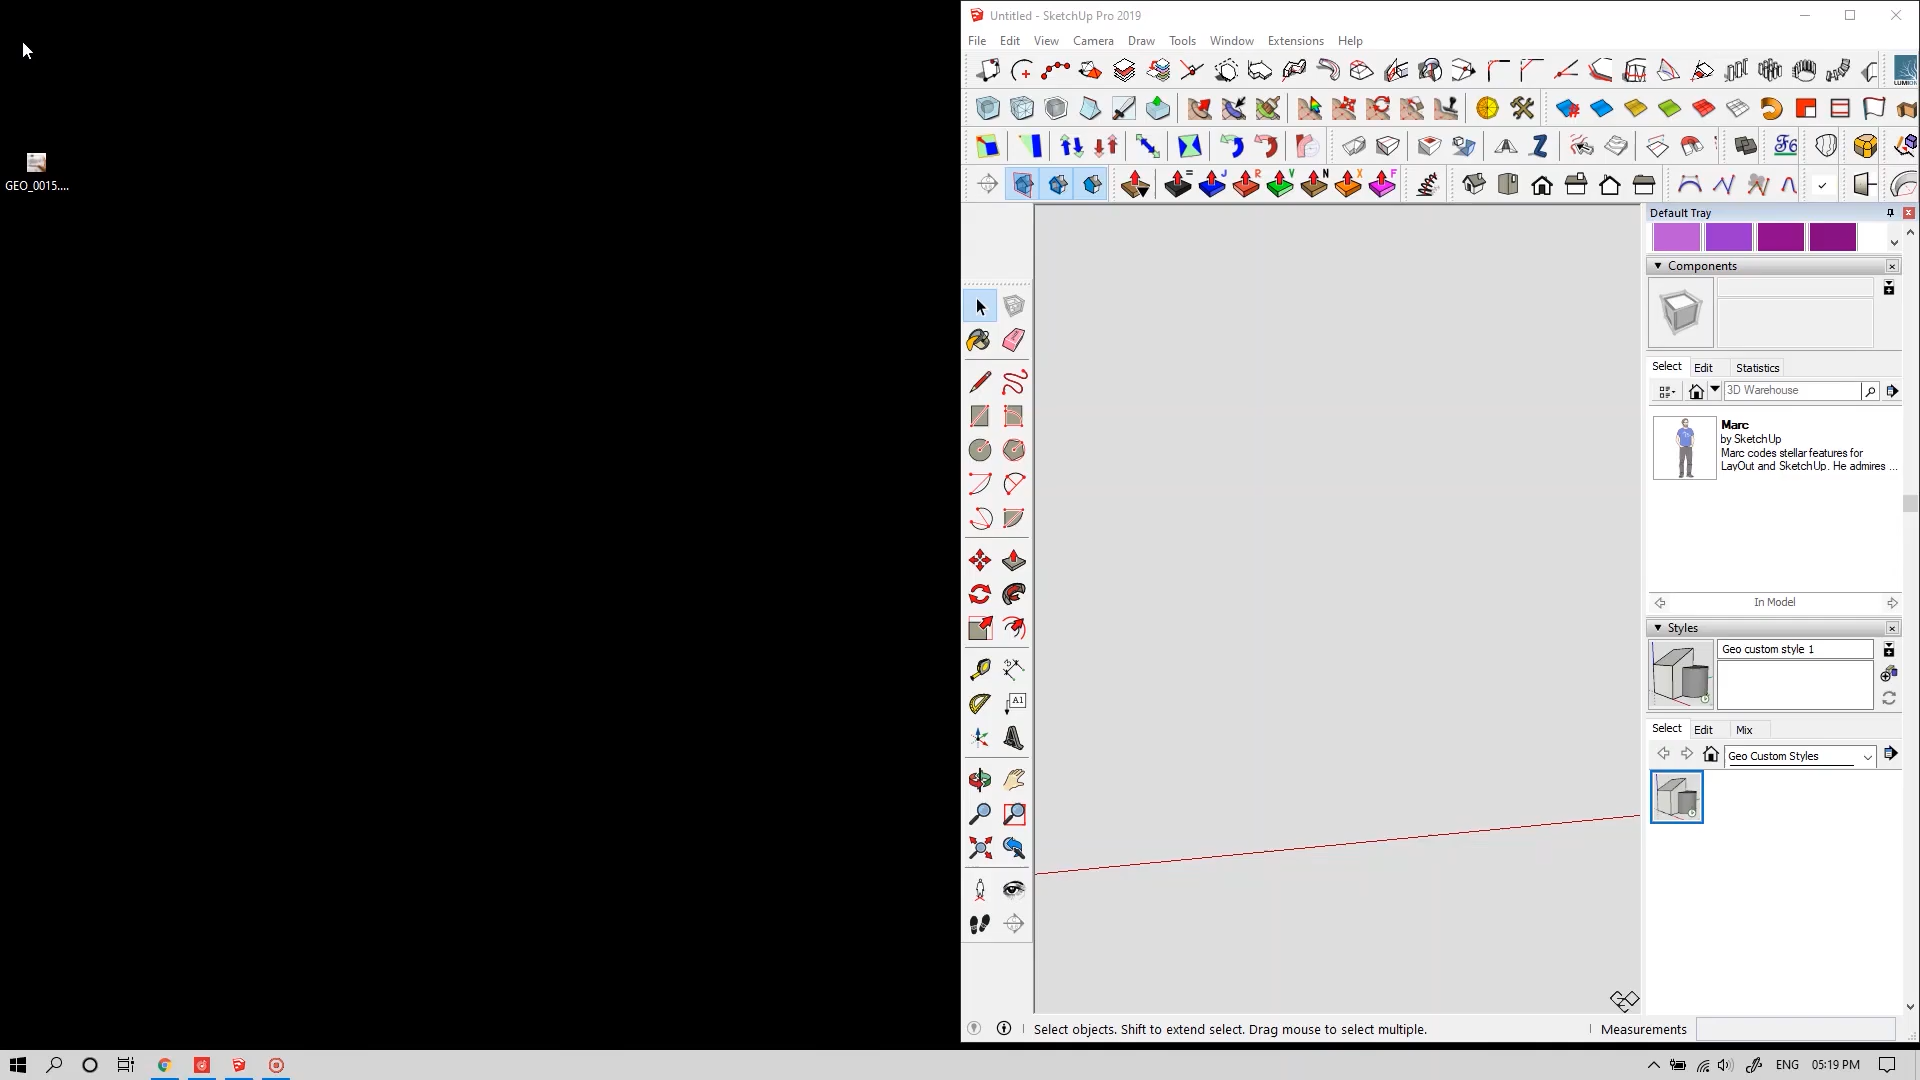 Untitled - SketchUp Pro 2019
File Edit View Camera Draw Tools Window Extensions Help
GEO_0015....
Default Tray
Components
Select Edit Statistics
3D Warehouse
Marc
by SketchUp
Marc codes stellar features for
LayOut and SketchUp. He admires ...
In Model
Styles
Geo custom style 1
Select Edit Mix
Geo Custom Styles
Select objects. Shift to extend select. Drag mouse to select multiple.
Measurements
ENG 05:19 PM